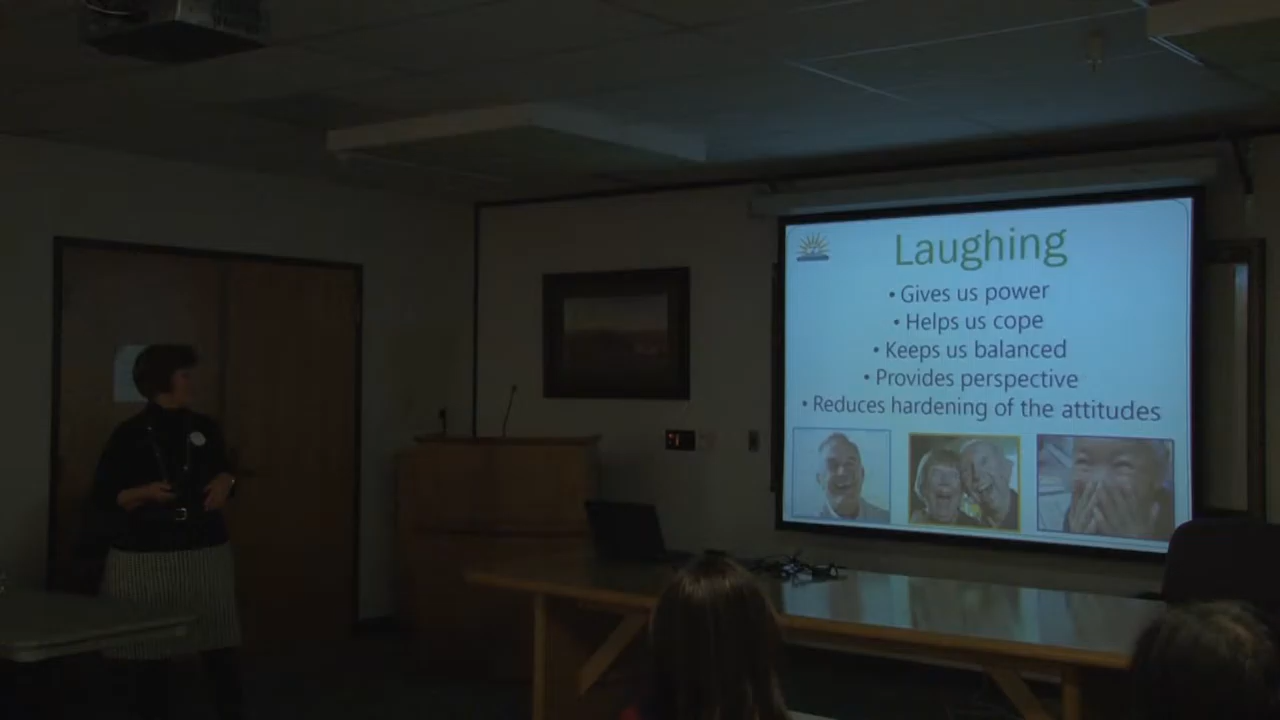 Laughing
• Gives us power
• Helps us cope
• Keeps us balanced
• Provides perspective
• Reduces hardening of the attitudes